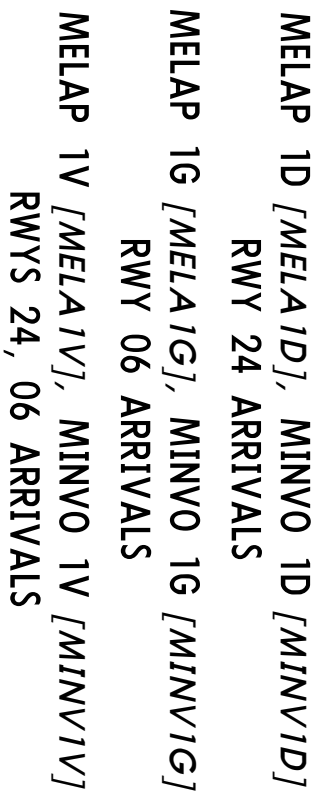 MELAP 1D [MELA1D], MINVO 1D [MINV1D]
RWY 24 ARRIVALS
MELAP 1G [MELA1G], MINVO 1G [MINV1G]
RWY 06 ARRIVALS
MELAP 1V [MELA1V], MINVO 1V [MINV1V]
RWYS 24, 06 ARRIVALS